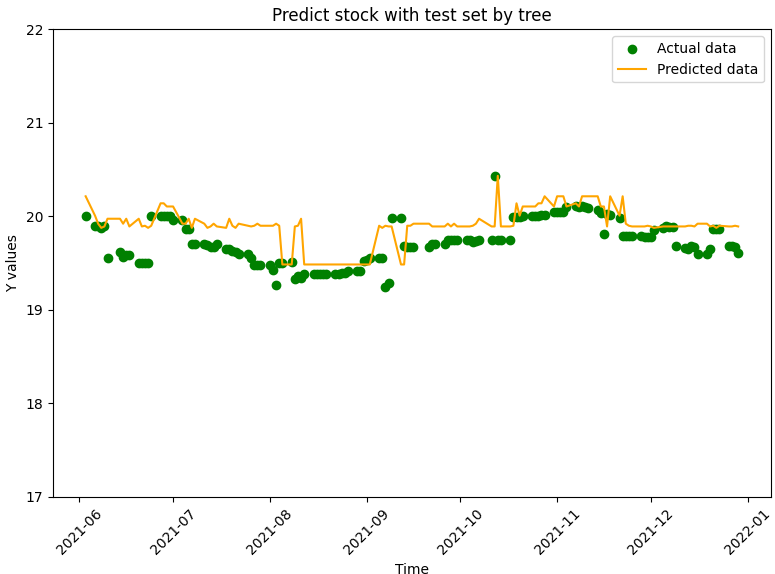 Predict stock with test set by tree
Actual data
Predicted data
22
21
20
19
18
17
Y values
2021-06
2021-07
2021-08
2021-09
2021-10
2021-11
2021-12
2022-01
Time